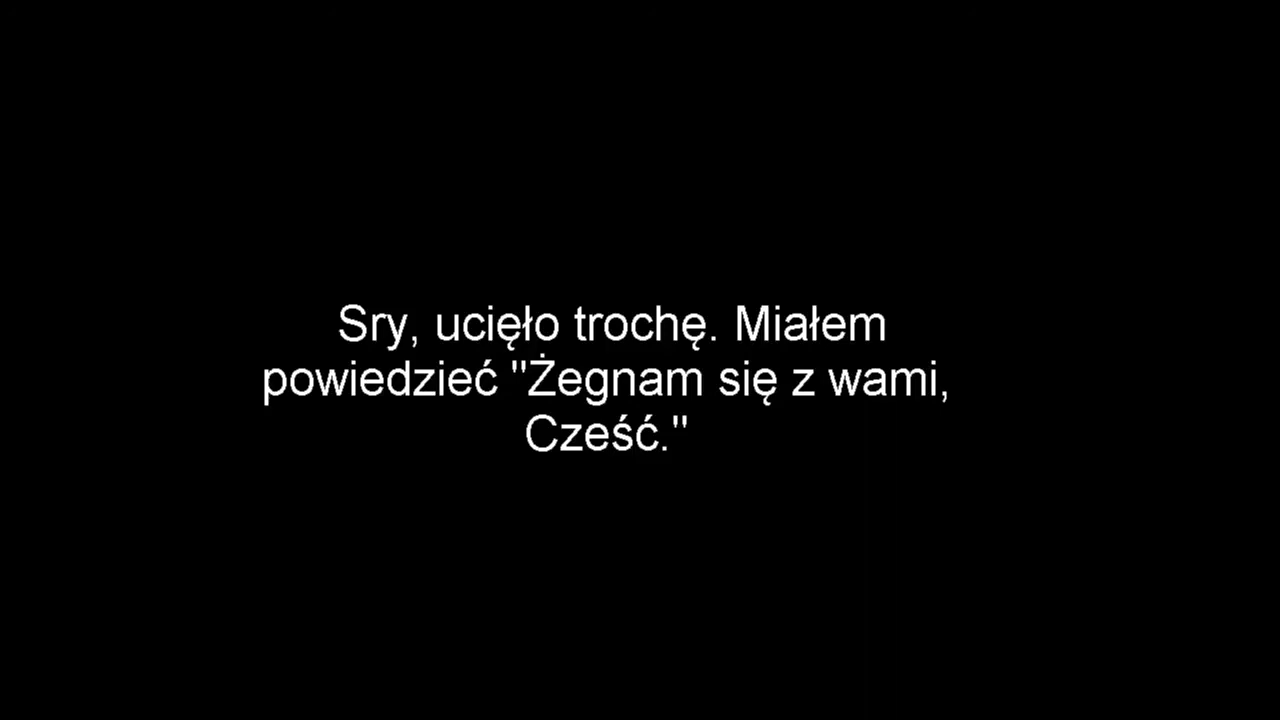 Sry, ucięło trochę. Miałem
powiedzieć "Żegnam się z wami,
Cześć."